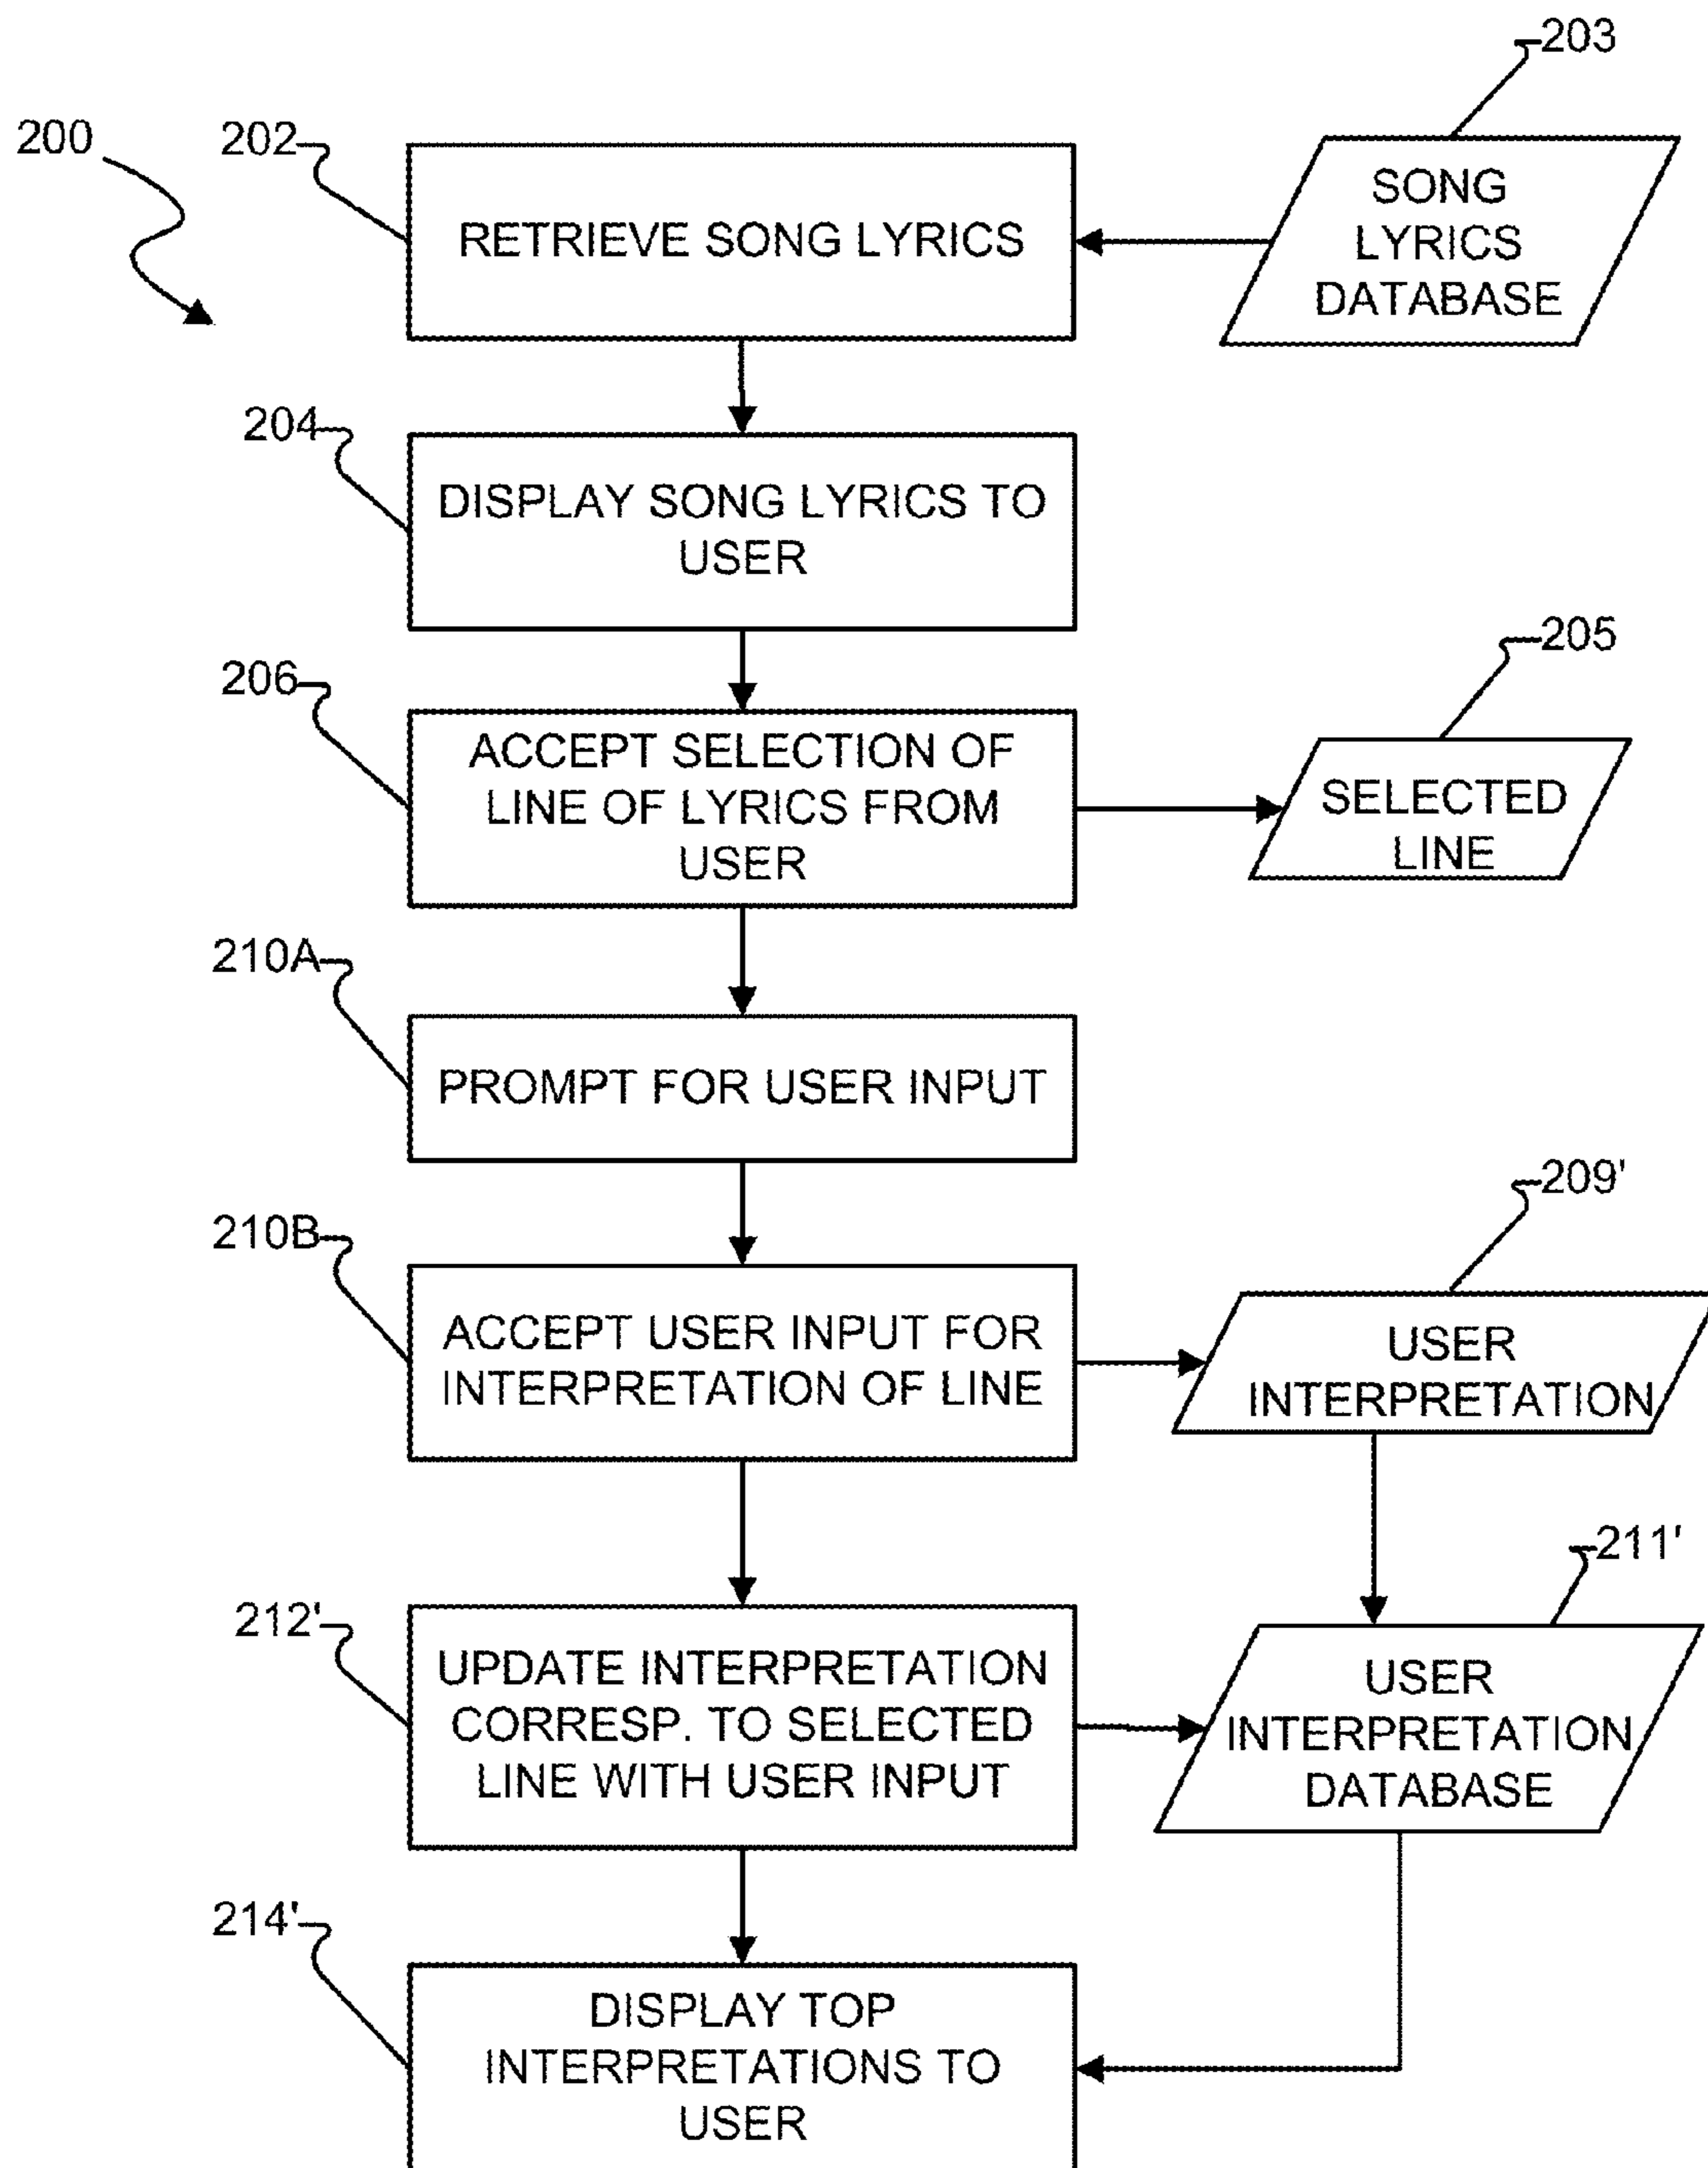 203
200
202
RETRIEVE SONG LYRICS
SONG
LYRICS
DATABASE
204
DISPLAY SONG LYRICS TO
USER
205
206
ACCEPT SELECTION OF
LINE OF LYRICS FROM
USER
SELECTED
LINE
210A
PROMPT FOR USER INPUT
209'
210B
ACCEPT USER INPUT FOR
INTERPRETATION OF LINE
USER
INTERPRETATION
211'
212'
UPDATE INTERPRETATION
CORRESP. TO SELECTED
LINE WITH USER INPUT
USER
INTERPRETATION
DATABASE
214'
DISPLAY TOP
INTERPRETATIONS TO
USER